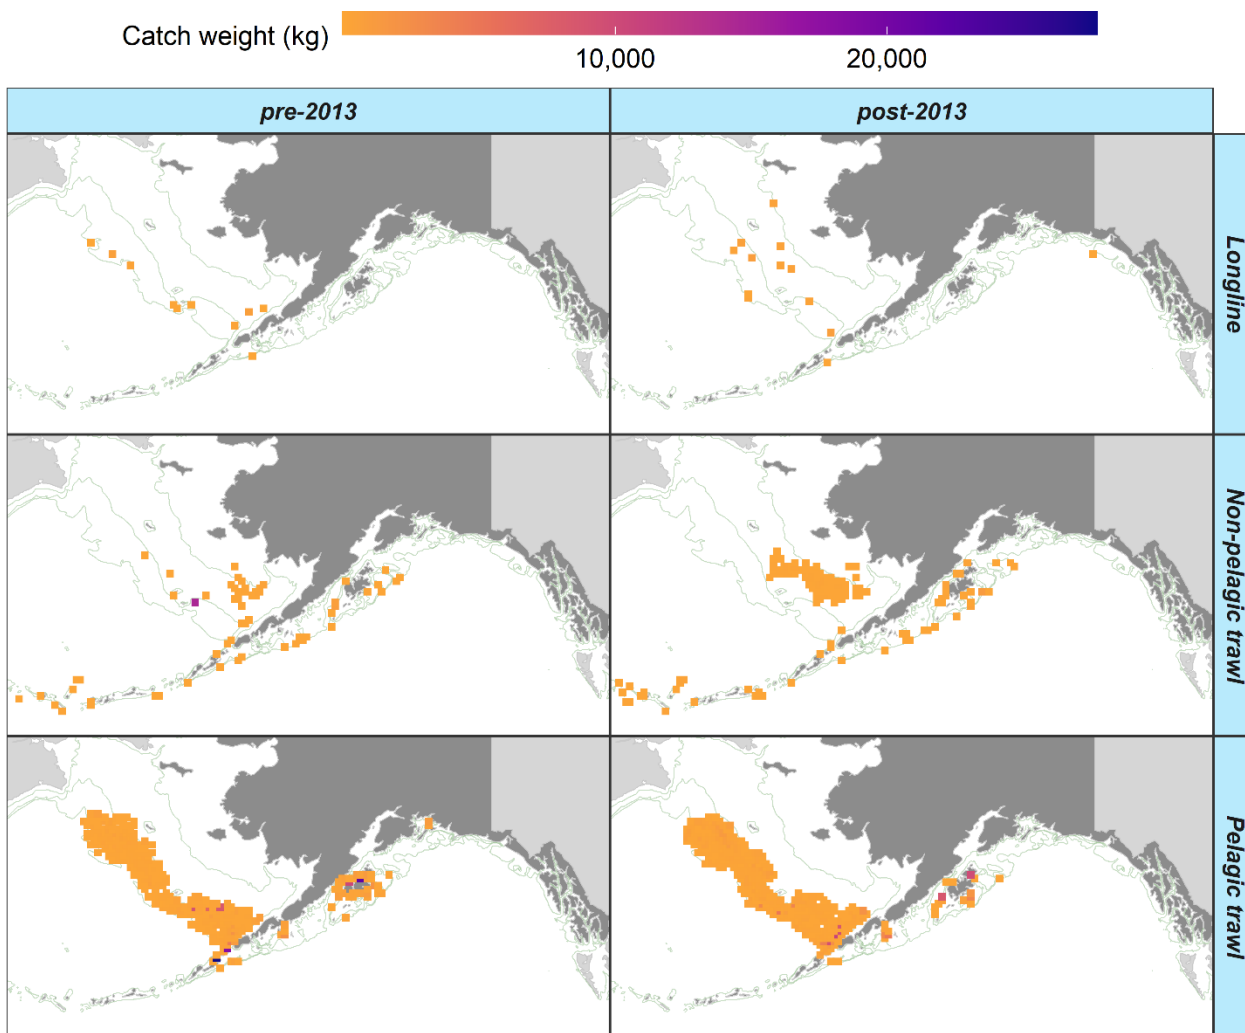 Catch weight (kg)
10,000
20,000
pre-2013
post-2013
Longline
Non-pelagic trawl
Pelagic trawl